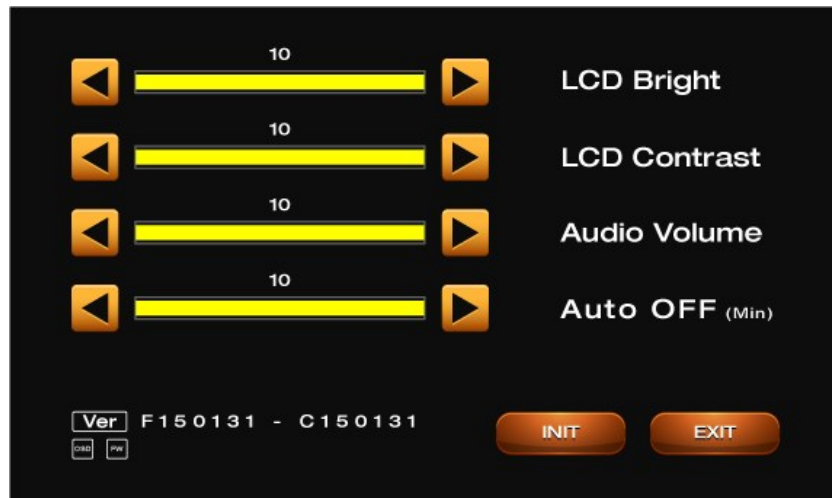 10
LCD Bright
10
LCD Contrast
10
Audio Volume
10
Auto OFF (Min)
Ver F150131 - C150131
OSD PW
INIT EXIT